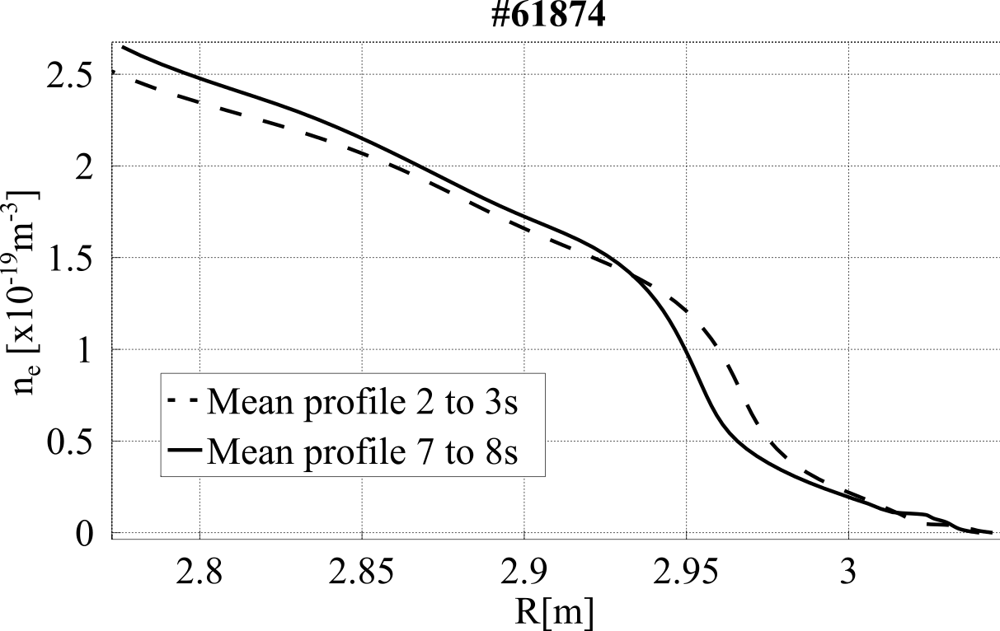 #61874
2.5
2
1.5
1
0.5
0
n_e [x10^-19m^-3]
Mean profile 2 to 3s
Mean profile 7 to 8s
2.8 2.85 2.9 2.95 3
R[m]